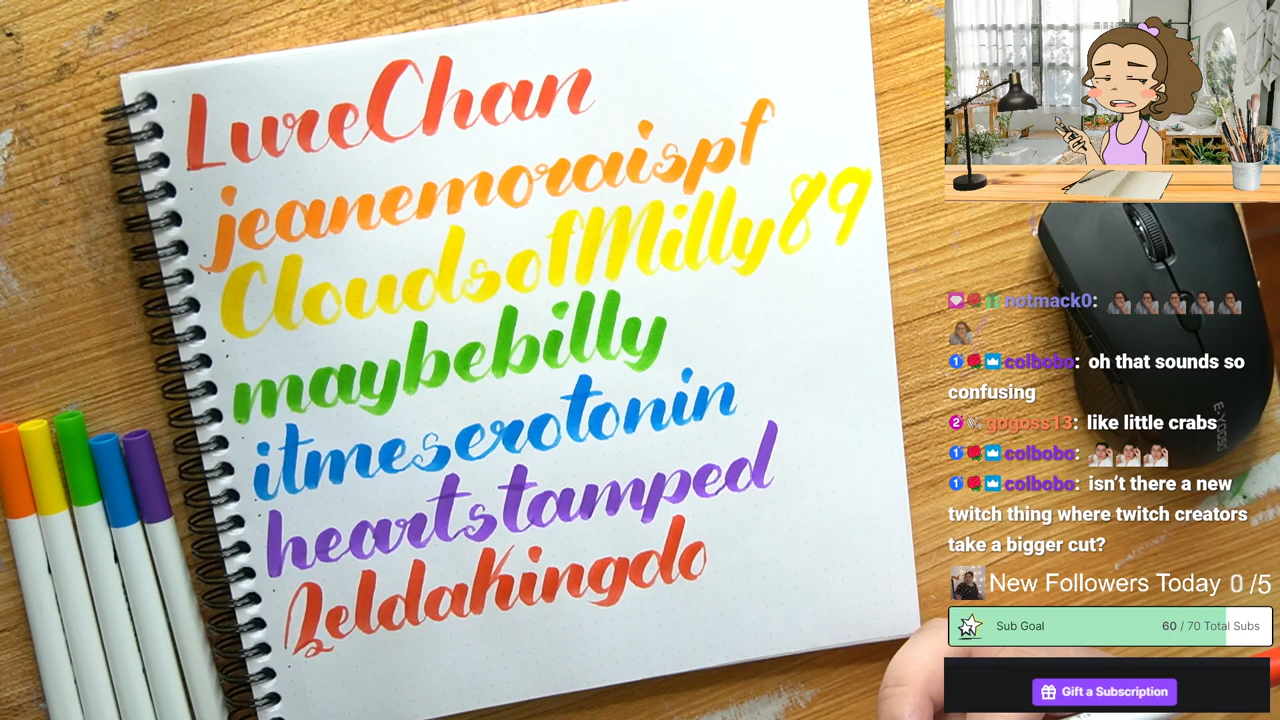 LureChan
jeanemoraispf
CloudsofMilly89
maybebilly
itmeserotonin
heartstamped
Zeldakingdo
notmack0:
colbobo: oh that sounds so
confusing
gogoss13: like little crabs
colbobo:
colbobo: isn't there a new
twitch thing where twitch creators
take a bigger cut?
New Followers Today 0 /5
Sub Goal 60 / 70 Total Subs
Gift a Subscription